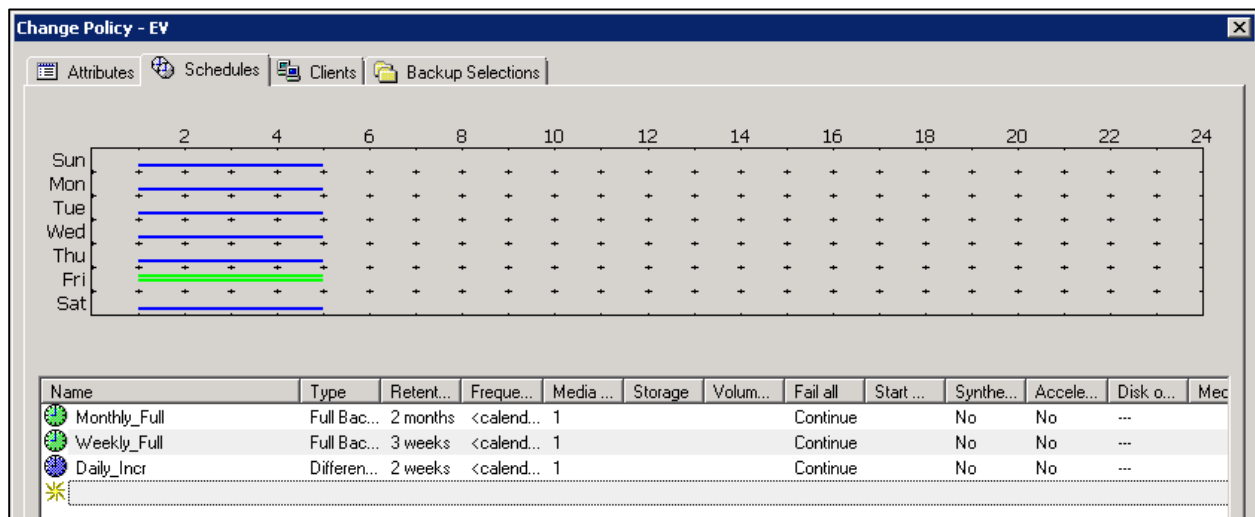 Change Policy - EV
Attributes Schedules Clients Backup Selections
2 4 6 8 10 12 14 16 18 20 22 24
Sun
Mon
Tue
Wed
Thu
Fri
Sat
Name Type Retent... Freque... Media ... Storage Volum... Fail all Start ... Synthe... Accele... Disk o... Med
Monthly_Full Full Bac... 2 months <calend... 1 Continue No No ---
Weekly_Full Full Bac... 3 weeks <calend... 1 Continue No No ---
Daily_Incr Differen... 2 weeks <calend... 1 Continue No No ---